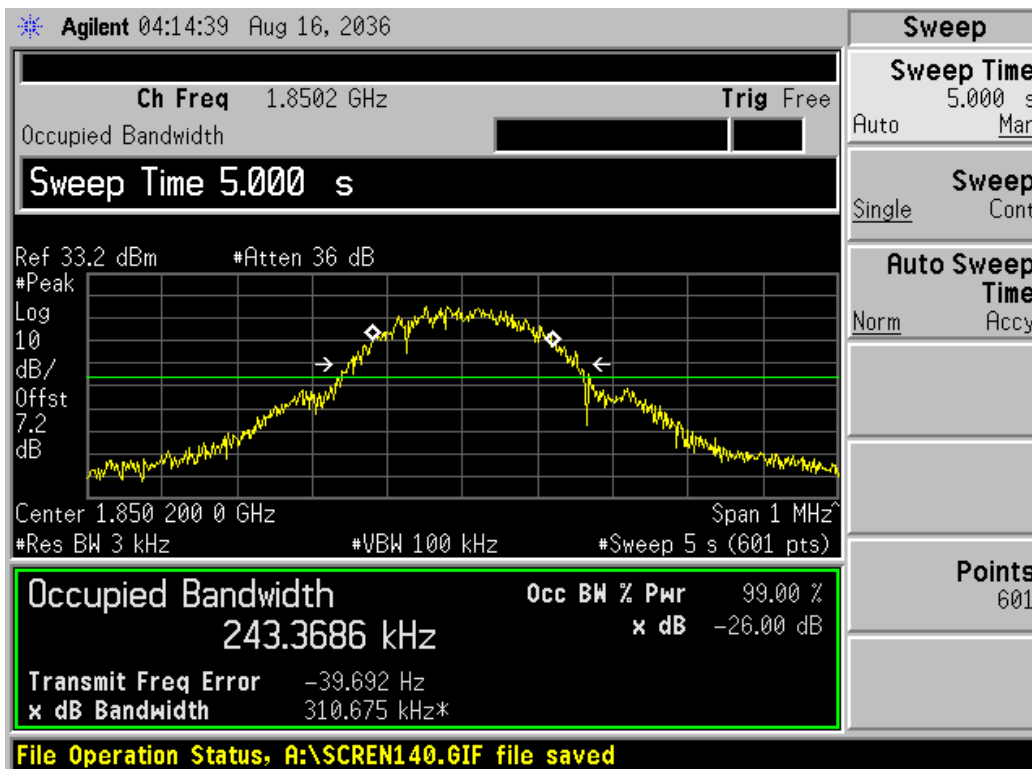 Agilent 04:14:39 Aug 16, 2036
Ch Freq 1.8502 GHz Trig Free
Occupied Bandwidth
Sweep Time 5.000 s
Ref 33.2 dBm #Atten 36 dB
#Peak
Log
10
dB/
Offst
7.2
dB
Center 1.850 200 0 GHz Span 1 MHz^
#Res BW 3 kHz #VBW 100 kHz #Sweep 5 s (601 pts)
Occupied Bandwidth Occ BW % Pwr 99.00 %
243.3686 kHz x dB -26.00 dB
Transmit Freq Error -39.692 Hz
x dB Bandwidth 310.675 kHz*
File Operation Status, A:\SCREN140.GIF file saved
Sweep
Sweep Time
5.000 s
Auto Man
Sweep
Single Cont
Auto Sweep
Time
Norm Accy
Points
601